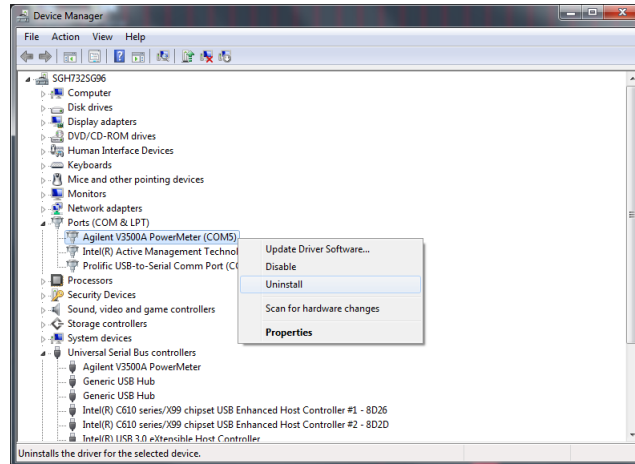 Device Manager
File Action View Help
SGH732SG96
Computer
Disk drives
Display adapters
DVD/CD-ROM drives
Human Interface Devices
Keyboards
Mice and other pointing devices
Monitors
Network adapters
Ports (COM & LPT)
Agilent V3500A PowerMeter (COM5)
Intel(R) Active Management Technol
Prolific USB-to-Serial Comm Port (CO
Update Driver Software...
Disable
Uninstall
Scan for hardware changes
Properties
Processors
Security Devices
Sound, video and game controllers
Storage controllers
System devices
Universal Serial Bus controllers
Agilent V3500A PowerMeter
Generic USB Hub
Generic USB Hub
Intel(R) C610 series/X99 chipset USB Enhanced Host Controller #1 - 8D26
Intel(R) C610 series/X99 chipset USB Enhanced Host Controller #2 - 8D2D
Intel(R) USB 3.0 eXtensible Host Controller
Uninstalls the driver for the selected device.